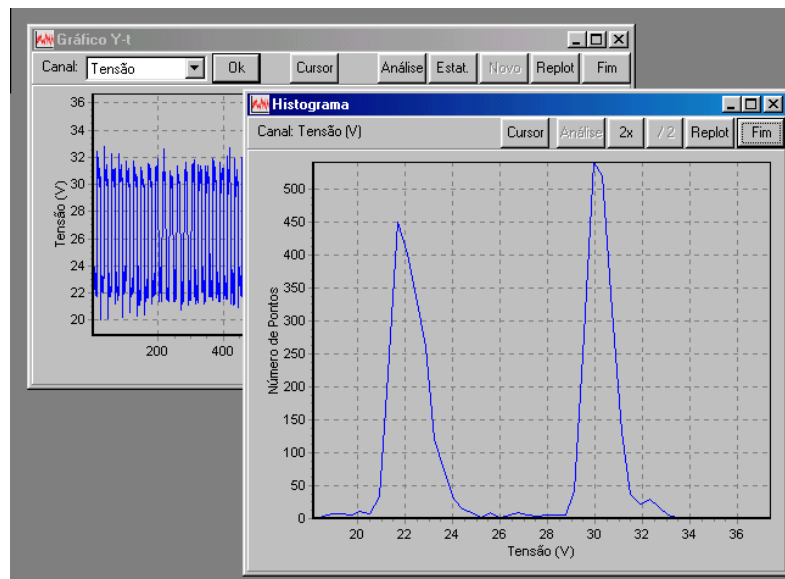 Gráfico Y-t
Canal: Tensão Ok Cursor Análise Estat. Novo Replot Fim
36
34
32
30
28
26
24
22
20
Tensão (V)
200 400
Histograma
Canal: Tensão (V) Cursor Análise 2x / 2 Replot Fim
500
450
400
350
300
250
200
150
100
50
0
Número de Pontos
20 22 24 26 28 30 32 34 36
Tensão (V)